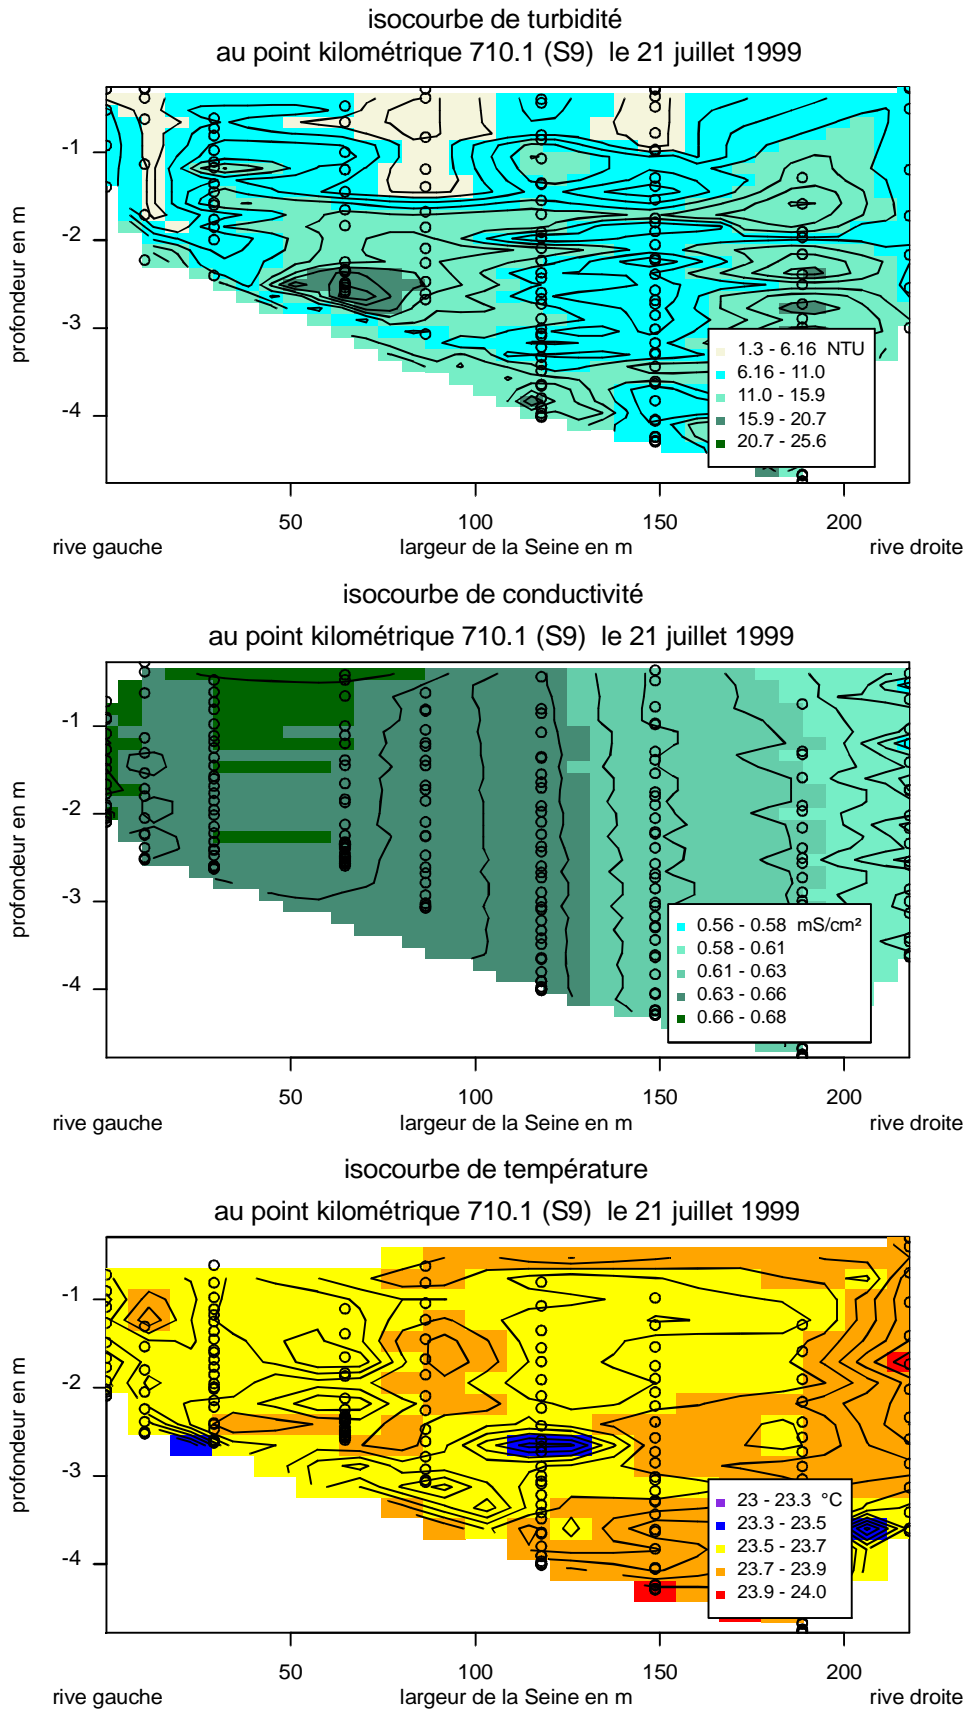 isocourbe de turbidité
au point kilométrique 710.1 (S9) le 21 juillet 1999
profondeur en m
-1
-2
-3
-4
1.3 - 6.16 NTU
6.16 - 11.0
11.0 - 15.9
15.9 - 20.7
20.7 - 25.6
50 100 150 200
rive gauche largeur de la Seine en m rive droite
isocourbe de conductivité
au point kilométrique 710.1 (S9) le 21 juillet 1999
profondeur en m
-1
-2
-3
-4
0.56 - 0.58 mS/cm²
0.58 - 0.61
0.61 - 0.63
0.63 - 0.66
0.66 - 0.68
50 100 150 200
rive gauche largeur de la Seine en m rive droite
isocourbe de température
au point kilométrique 710.1 (S9) le 21 juillet 1999
profondeur en m
-1
-2
-3
-4
23 - 23.3 °C
23.3 - 23.5
23.5 - 23.7
23.7 - 23.9
23.9 - 24.0
50 100 150 200
rive gauche largeur de la Seine en m rive droite